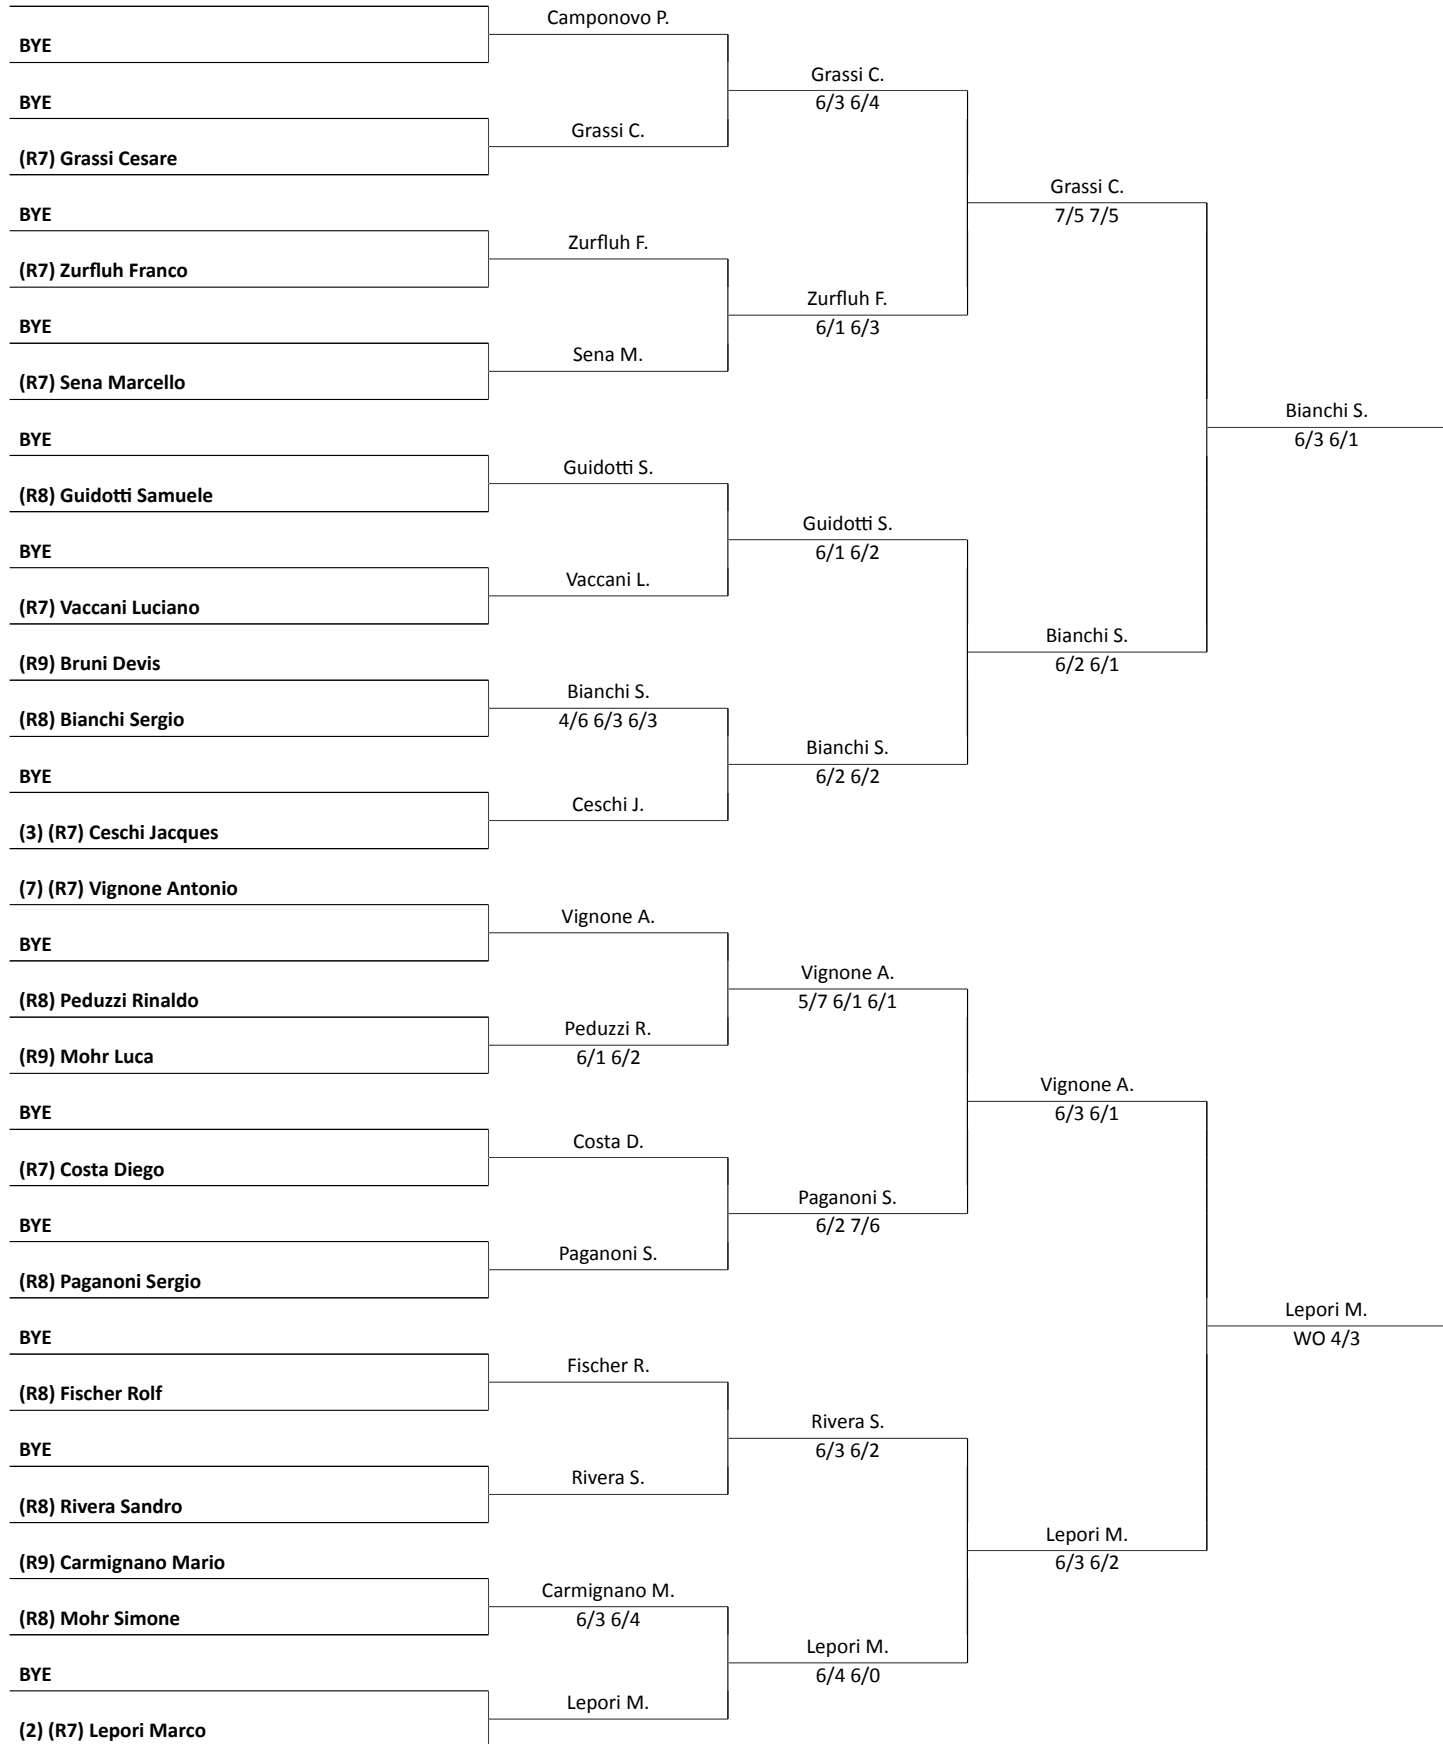 Camponovo P.
BYE
Grassi C.
BYE
6/3 6/4
Grassi C.
(R7) Grassi Cesare
Grassi C.
BYE
7/5 7/5
Zurfluh F.
(R7) Zurfluh Franco
Zurfluh F.
BYE
6/1 6/3
Sena M.
(R7) Sena Marcello
Bianchi S.
BYE
6/3 6/1
Guidotti S.
(R8) Guidotti Samuele
Guidotti S.
BYE
6/1 6/2
Vaccani L.
(R7) Vaccani Luciano
Bianchi S.
(R9) Bruni Devis
6/2 6/1
Bianchi S.
(R8) Bianchi Sergio
4/6 6/3 6/3
Bianchi S.
BYE
6/2 6/2
Ceschi J.
(3) (R7) Ceschi Jacques
(7) (R7) Vignone Antonio
Vignone A.
BYE
Vignone A.
(R8) Peduzzi Rinaldo
5/7 6/1 6/1
Peduzzi R.
(R9) Mohr Luca
6/1 6/2
Vignone A.
BYE
6/3 6/1
Costa D.
(R7) Costa Diego
Paganoni S.
BYE
6/2 7/6
Paganoni S.
(R8) Paganoni Sergio
Lepori M.
BYE
WO 4/3
Fischer R.
(R8) Fischer Rolf
Rivera S.
BYE
6/3 6/2
Rivera S.
(R8) Rivera Sandro
Lepori M.
(R9) Carmignano Mario
6/3 6/2
Carmignano M.
(R8) Mohr Simone
6/3 6/4
Lepori M.
BYE
6/4 6/0
Lepori M.
(2) (R7) Lepori Marco